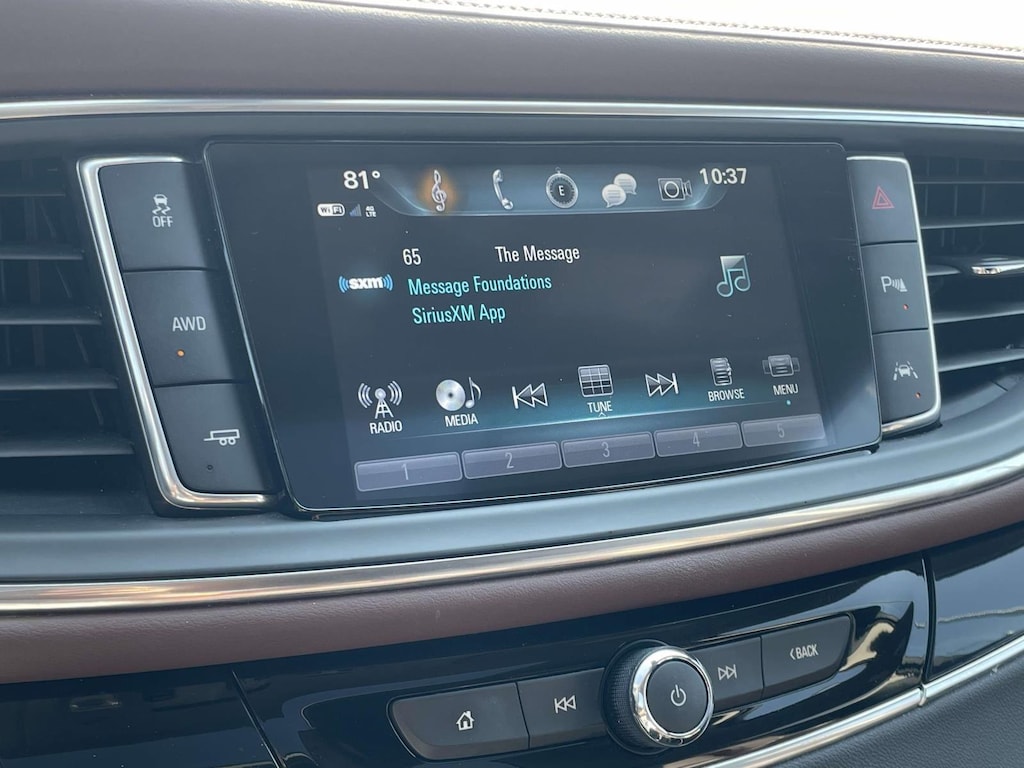 OFF
AWD
81°
E
10:37
WiFi 4G LTE
65 The Message
sxm
Message Foundations
SiriusXM App
RADIO MEDIA TUNE BROWSE MENU
1 2 3 4 5
P
<BACK